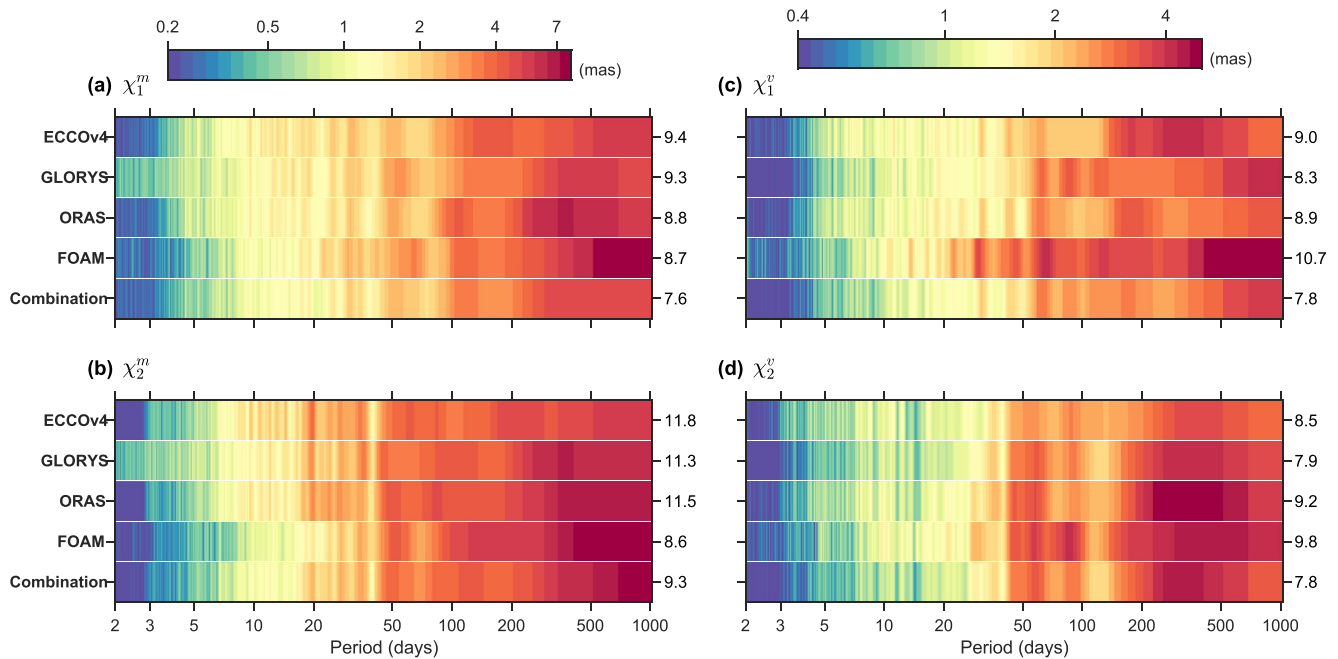 0.2 0.5 1 2 4 7
(mas)
(a) χ₁ᵐ
ECCOv4 9.4
GLORYS 9.3
ORAS 8.8
FOAM 8.7
Combination 7.6
(b) χ₂ᵐ
ECCOv4 11.8
GLORYS 11.3
ORAS 11.5
FOAM 8.6
Combination 9.3
2 3 5 10 20 50 100 200 500 1000
Period (days)
0.4 1 2 4
(mas)
(c) χ₁ᵛ
9.0
8.3
8.9
10.7
7.8
(d) χ₂ᵛ
8.5
7.9
9.2
9.8
7.8
2 3 5 10 20 50 100 200 500 1000
Period (days)